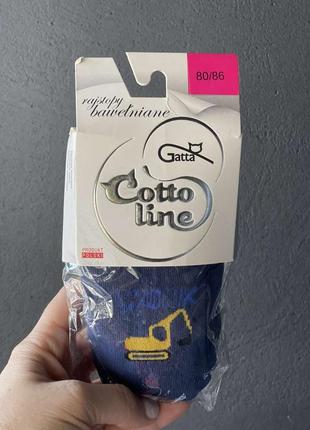 80/86
rajstopy
bawełniane
Gatta
Cotto
line
PRODUKT
POLSKI